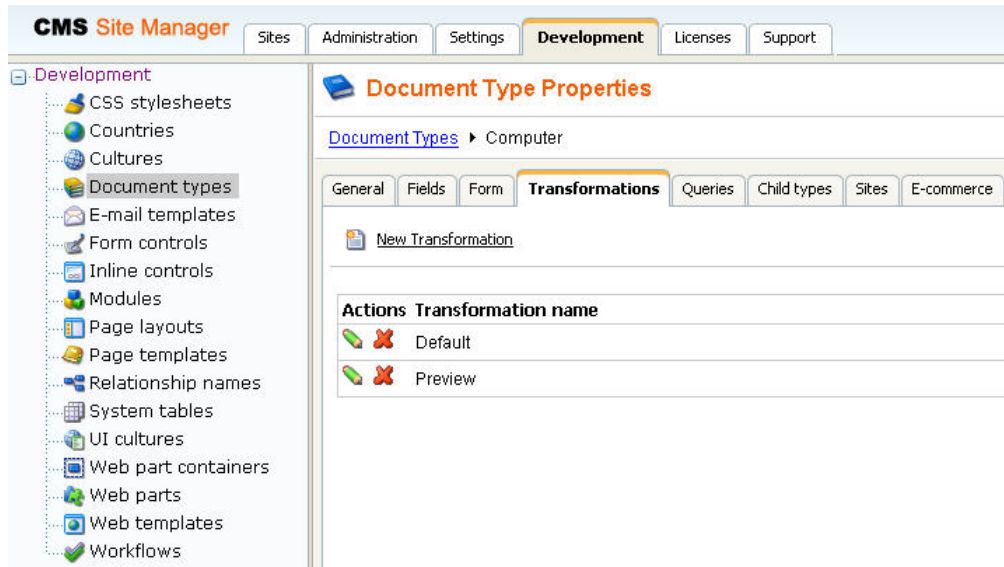 CMS Site Manager
Sites Administration Settings Development Licenses Support
Development
CSS stylesheets
Countries
Cultures
Document types
E-mail templates
Form controls
Inline controls
Modules
Page layouts
Page templates
Relationship names
System tables
UI cultures
Web part containers
Web parts
Web templates
Workflows
Document Type Properties
Document Types Computer
General Fields Form Transformations Queries Child types Sites E-commerce
New Transformation
Actions Transformation name
Default
Preview